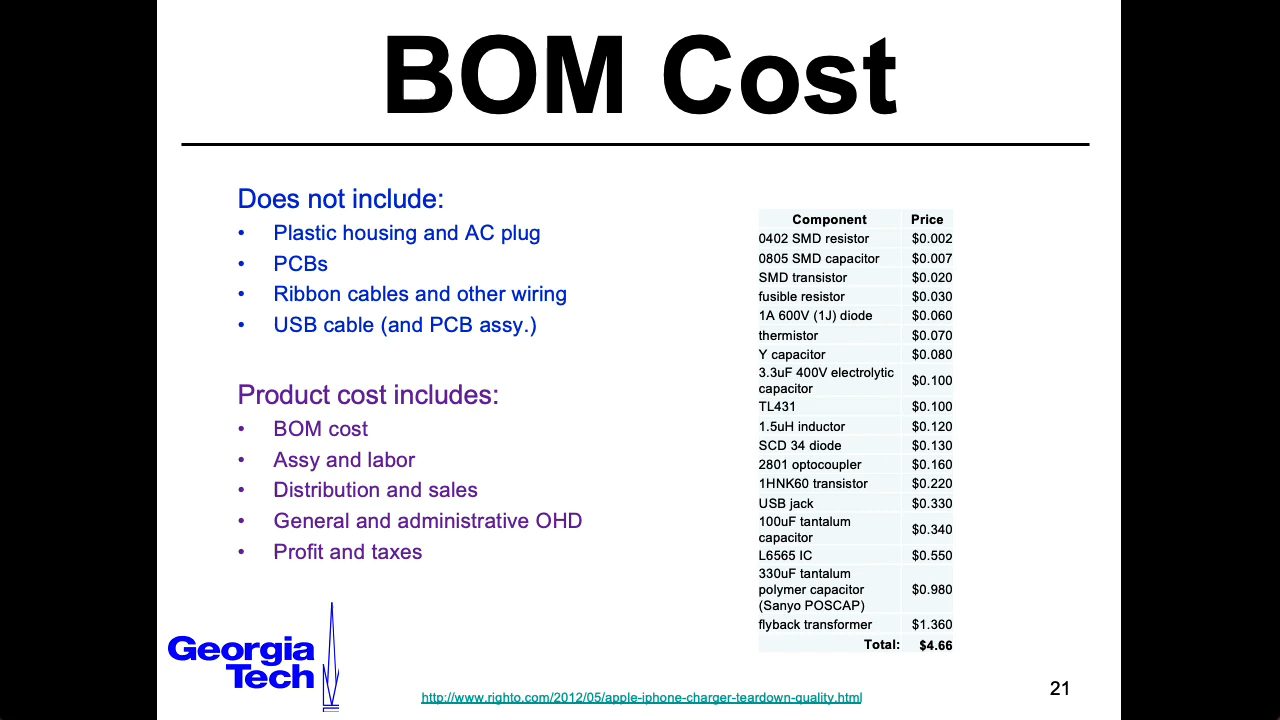 BOM Cost
Does not include:
• Plastic housing and AC plug
• PCBs
• Ribbon cables and other wiring
• USB cable (and PCB assy.)
Product cost includes:
• BOM cost
• Assy and labor
• Distribution and sales
• General and administrative OHD
• Profit and taxes
Component Price
0402 SMD resistor $0.002
0805 SMD capacitor $0.007
SMD transistor $0.020
fusible resistor $0.030
1A 600V (1J) diode $0.060
thermistor $0.070
Y capacitor $0.080
3.3uF 400V electrolytic
capacitor $0.100
TL431 $0.100
1.5uH inductor $0.120
SCD 34 diode $0.130
2801 optocoupler $0.160
1HNK60 transistor $0.220
USB jack $0.330
100uF tantalum
capacitor $0.340
L6565 IC $0.550
330uF tantalum
polymer capacitor $0.980
(Sanyo POSCAP)
flyback transformer $1.360
Total: $4.66
Georgia
Tech
http://www.righto.com/2012/05/apple-iphone-charger-teardown-quality.html
21